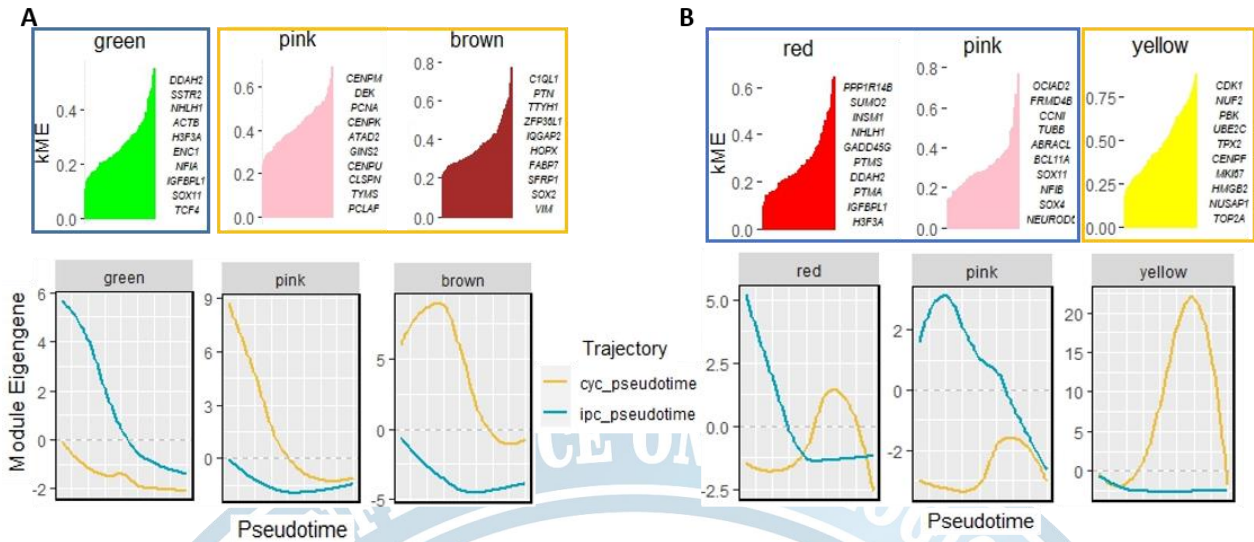 A
B
green
pink
brown
red
pink
yellow
kME
0.4
0.2
0.0
DDAH2
SSTR2
NHLH1
ACTB
H3F3A
ENC1
NFIA
IGFBPL1
SOX11
TCF4
0.6
0.4
0.2
0.0
CENPM
DEK
PCNA
CENPK
ATAD2
GINS2
CENPU
CLSPN
TYMS
PCLAF
0.8
0.6
0.4
0.2
0.0
C1QL1
PTN
TTYH1
ZFP36L1
IQGAP2
HOPX
FABP7
SFRP1
SOX2
VIM
kME
0.6
0.4
0.2
0.0
PPP1R14B
SUMO2
INSM1
NHLH1
GADD45G
PTMS
DDAH2
PTMA
IGFBPL1
H3F3A
0.8
0.6
0.4
0.2
0.0
OCIAD2
FRMD4B
CCNI
TUBB
ABRACL
BCL11A
SOX11
NFIB
SOX4
0.75
0.50
0.25
0.00
CDK1
NUF2
PBK
UBE2C
TPX2
CENPF
MKI67
HMGB2
NUSAP1
TOP2A
Module Eigengene
green
6
4
2
0
-2
pink
9
6
3
0
brown
5
0
-5
Pseudotime
Trajectory
cyc_pseudotime
ipc_pseudotime
red
5.0
2.5
0.0
-2.5
pink
2
0
-2
yellow
20
15
10
5
0
Pseudotime